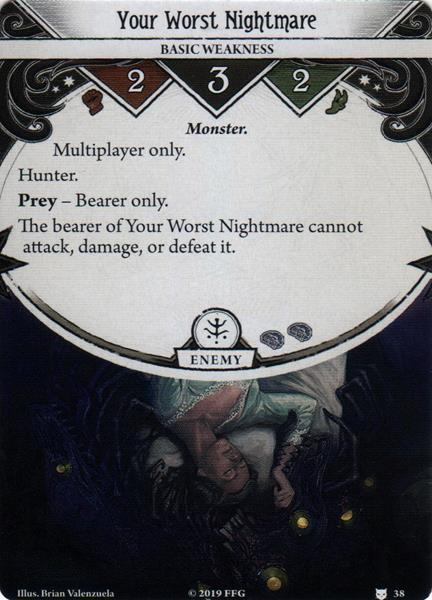 Your Worst Nightmare
BASIC WEAKNESS
2 3 2
Monster.
Multiplayer only.
Hunter.
Prey – Bearer only.
The bearer of Your Worst Nightmare cannot
attack, damage, or defeat it.
ENEMY
Illus. Brian Valenzuela © 2019 FFG 38